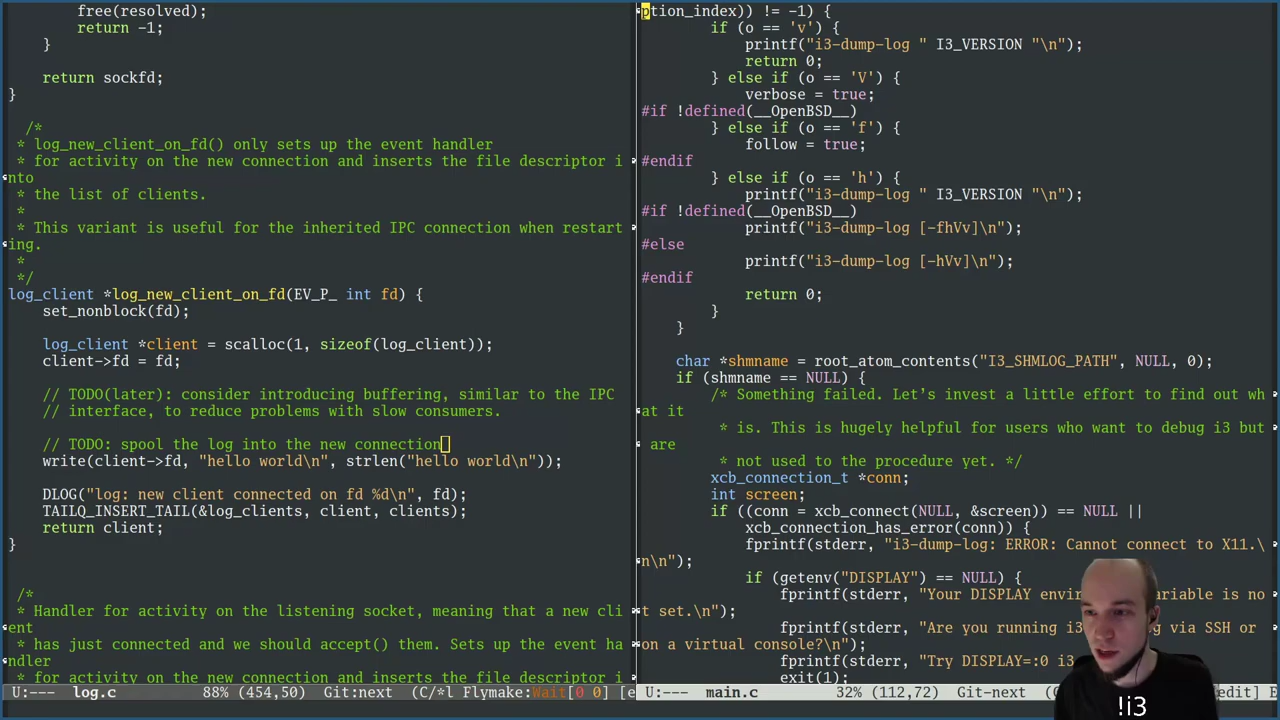 free(resolved);
        return -1;
    }

    return sockfd;
}

  /*
 * log_new_client_on_fd() only sets up the event handler
 * for activity on the new connection and inserts the file descriptor i
nto
 * the list of clients.
 *
 * This variant is useful for the inherited IPC connection when restart
ing.
 *
 */
log_client *log_new_client_on_fd(EV_P_ int fd) {
    set_nonblock(fd);

    log_client *client = scalloc(1, sizeof(log_client));
    client->fd = fd;

    // TODO(later): consider introducing buffering, similar to the IPC
    // interface, to reduce problems with slow consumers.

    // TODO: spool the log into the new connection
    write(client->fd, "hello world\n", strlen("hello world\n"));

    DLOG("log: new client connected on fd %d\n", fd);
    TAILQ_INSERT_TAIL(&log_clients, client, clients);
    return client;
}

 /*
 * Handler for activity on the listening socket, meaning that a new cli
ent
 * has just connected and we should accept() them. Sets up the event ha
ndler
 * for activity on the new connection and inserts the file descriptor i
U:---  log.c          88% (454,50)   Git:next  (C/*l Flymake:Wait[0 0] [e
ption_index)) != -1) {
        if (o == 'v') {
            printf("i3-dump-log " I3_VERSION "\n");
            return 0;
        } else if (o == 'V') {
            verbose = true;
#if !defined(__OpenBSD__)
        } else if (o == 'f') {
            follow = true;
#endif
        } else if (o == 'h') {
            printf("i3-dump-log " I3_VERSION "\n");
#if !defined(__OpenBSD__)
            printf("i3-dump-log [-fhVv]\n");
#else
            printf("i3-dump-log [-hVv]\n");
#endif
            return 0;
        }
    }

    char *shmname = root_atom_contents("I3_SHMLOG_PATH", NULL, 0);
    if (shmname == NULL) {
        /* Something failed. Let’s invest a little effort to find out wh
at it
         * is. This is hugely helpful for users who want to debug i3 but
 are
         * not used to the procedure yet. */
        xcb_connection_t *conn;
        int screen;
        if ((conn = xcb_connect(NULL, &screen)) == NULL ||
            xcb_connection_has_error(conn)) {
            fprintf(stderr, "i3-dump-log: ERROR: Cannot connect to X11.\
n\n");
            if (getenv("DISPLAY") == NULL) {
                fprintf(stderr, "Your DISPLAY envir variable is no
t set.\n");
                fprintf(stderr, "Are you running i3 g via SSH or
on a virtual console?\n");
                fprintf(stderr, "Try DISPLAY=:0 i3
                exit(1);
U:---  main.c         32% (112,72)   Git-next  (C edit] E
!i3